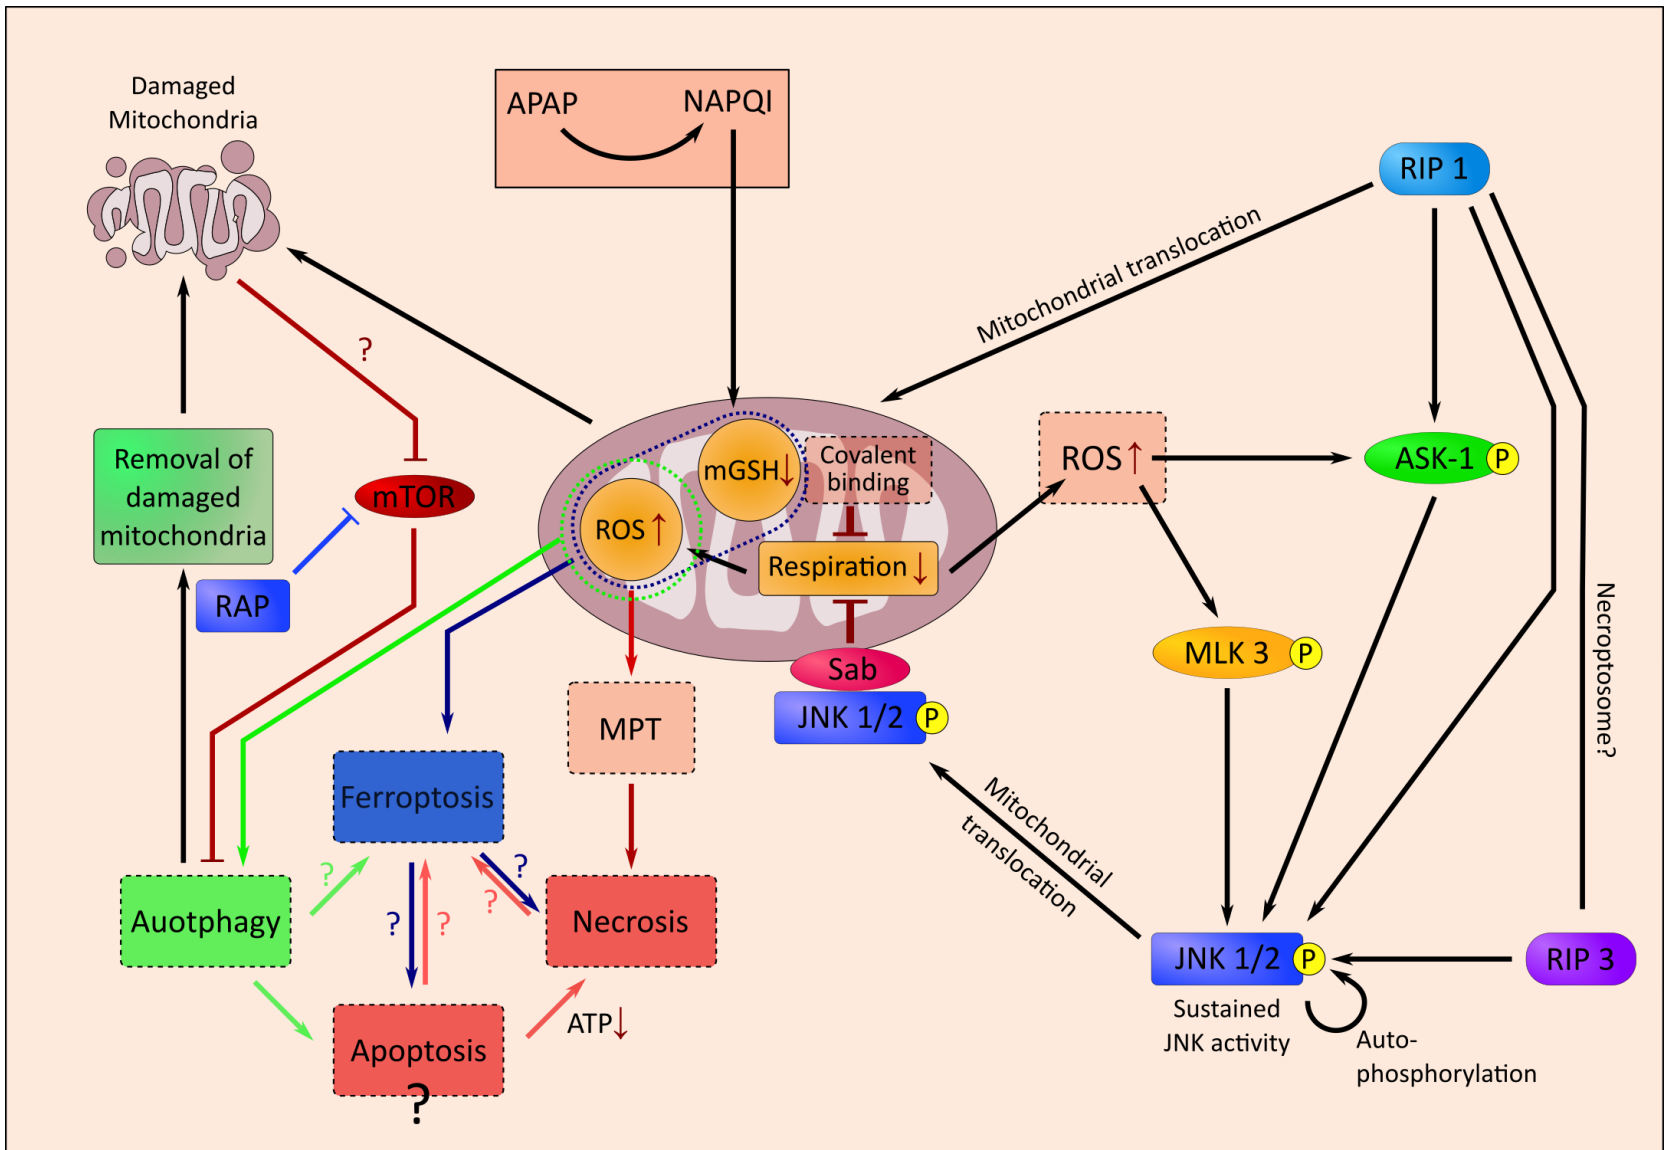 Damaged
Mitochondria
APAP
NAPQI
RIP 1
Mitochondrial translocation
?
mGSH↓
Covalent
binding
ROS↑
ASK-1
P
Removal of
damaged
mitochondria
mTOR
ROS↑
Respiration↓
RAP
Necroptosome?
MLK 3
P
Sab
JNK 1/2
P
MPT
Ferroptosis
Mitochondrial
translocation
?
?
?
?
?
Auotphagy
Necrosis
JNK 1/2
P
RIP 3
Sustained
JNK activity
Auto-
phosphorylation
ATP↓
Apoptosis
?